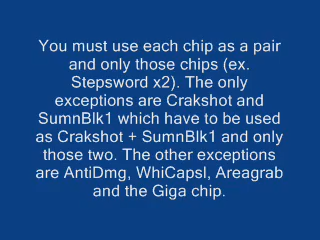 You must use each chip as a pair
and only those chips (ex.
Stepsword x2). The only
exceptions are Crakshot and
SumnBlk1 which have to be used
as Crakshot + SumnBlk1 and only
those two. The other exceptions
are AntiDmg, WhiCapsl, Areagrab
and the Giga chip.